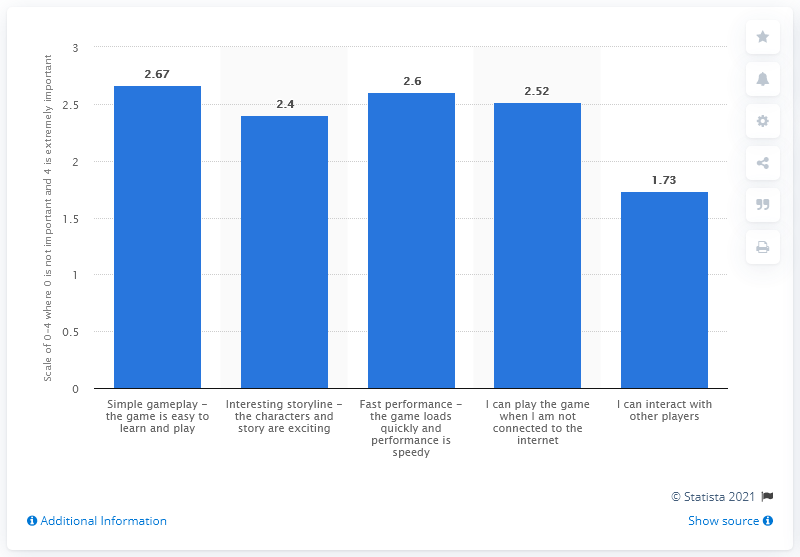 Scale of 0-4 where 0 is not important and 4 is extremely important
3
2.5
2
1.5
1
0.5
0
2.67
2.4
2.6
2.52
1.73
Simple gameplay –
the game is easy to
learn and play
Interesting storyline –
the characters and
story are exciting
Fast performance –
the game loads
quickly and
performance is
speedy
I can play the game
when I am not
connected to the
internet
I can interact with
other players
© Statista 2021
Additional Information
Show source